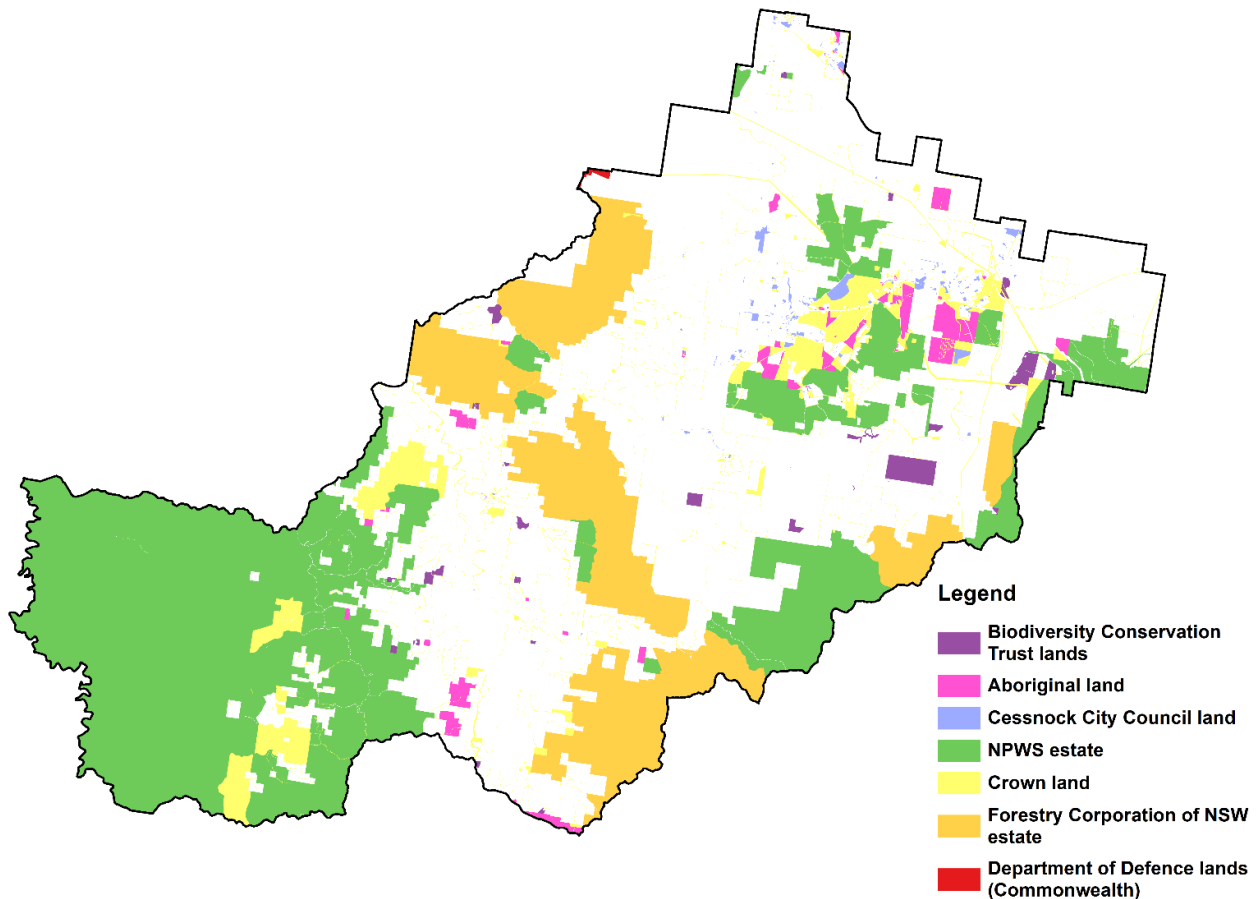 Legend
Biodiversity Conservation
Trust lands
Aboriginal land
Cessnock City Council land
NPWS estate
Crown land
Forestry Corporation of NSW
estate
Department of Defence lands
(Commonwealth)